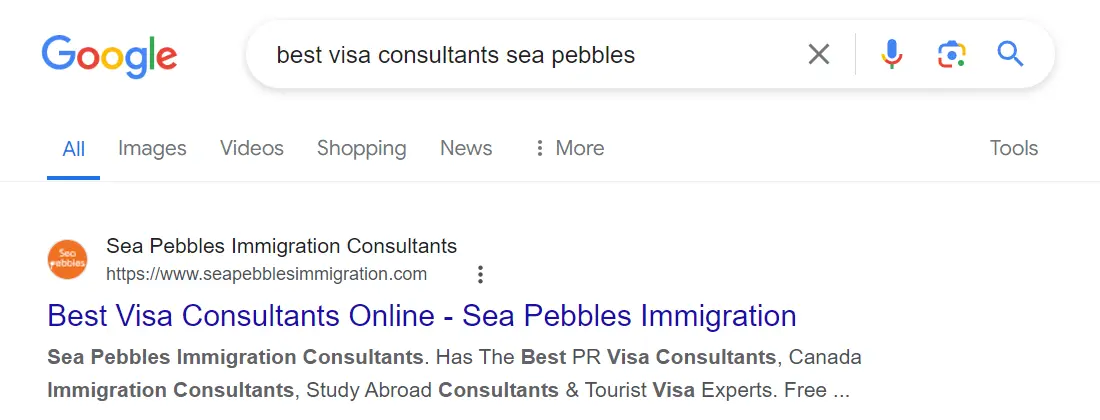 Google
best visa consultants sea pebbles
All Images Videos Shopping News More Tools
Sea
pebbles
Sea Pebbles Immigration Consultants
https://www.seapebblesimmigration.com
Best Visa Consultants Online - Sea Pebbles Immigration
Sea Pebbles Immigration Consultants. Has The Best PR Visa Consultants, Canada
Immigration Consultants, Study Abroad Consultants & Tourist Visa Experts. Free ...